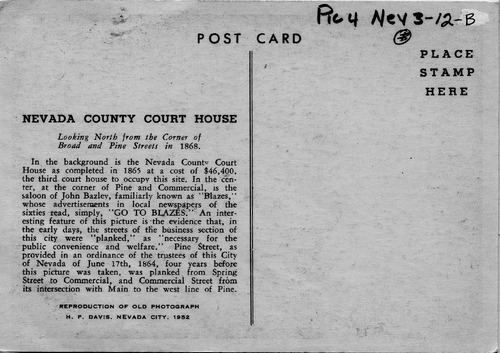 Pic 4 Nev 3-12-B
POST CARD
PLACE
STAMP
HERE
NEVADA COUNTY COURT HOUSE
Looking North from the Corner of
Broad and Pine Streets in 1868.
In the background is the Nevada County Court
House as completed in 1865 at a cost of $46,400,
the third court house to occupy this site. In the cen-
ter, at the corner of Pine and Commercial, is the
saloon of John Bazley, familiarly known as "Blazes,"
whose advertisements in local newspapers of the
sixties read, simply, "GO TO BLAZES." An inter-
esting feature of this picture is the evidence that, in
the early days, the streets of the business section of
this city were "planked," as "necessary for the
public convenience and welfare." Pine Street, as
provided in an ordinance of the trustees of this City
of Nevada of June 17th, 1864, four years before
this picture was taken, was planked from Spring
Street to Commercial, and Commercial Street from
its intersection with Main to the west line of Pine.
REPRODUCTION OF OLD PHOTOGRAPH
H. P. DAVIS, NEVADA CITY, 1952